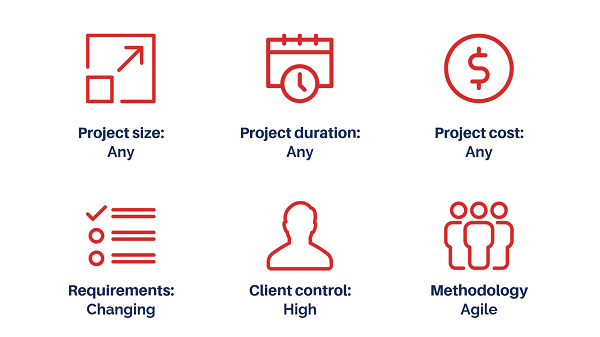 Project size:
Any
Project duration:
Any
Project cost:
Any
Requirements:
Changing
Client control:
High
Methodology
Agile